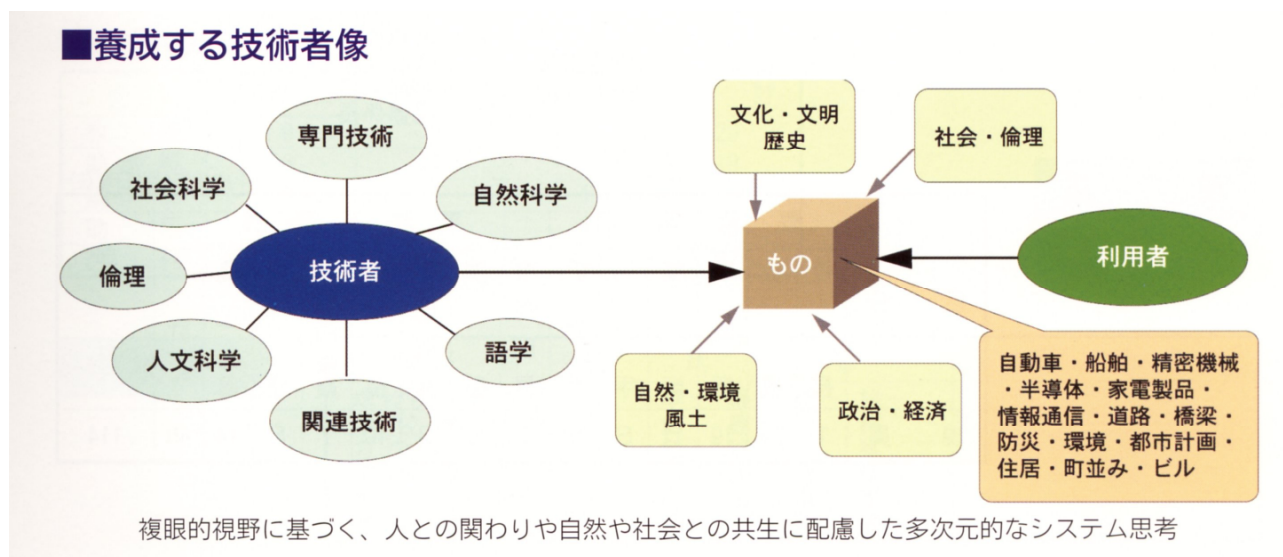 ■養成する技術者像
専門技術
社会科学
自然科学
倫理
技術者
人文科学
語学
関連技術
文化・文明
歴史
社会・倫理
もの
利用者
自然・環境
風土
政治・経済
自動車・船舶・精密機械
・半導体・家電製品・
情報通信・道路・橋梁・
防災・環境・都市計画・
住居・町並み・ビル
複眼的視野に基づく、人との関わりや自然や社会との共生に配慮した多次元的なシステム思考